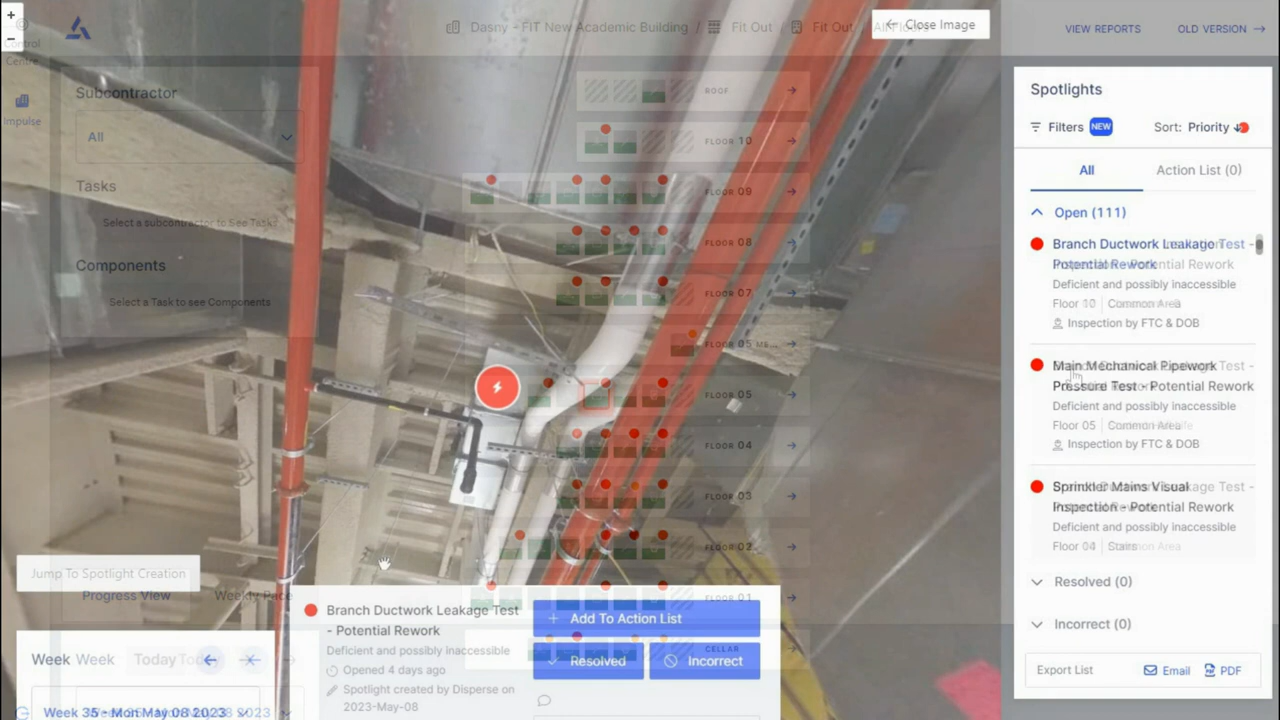 +
−
Control
Centre
Impulse
Dasny - FIT New Academic Building / Fit Out / Fit Out / All Floors
← Close Image
VIEW REPORTS
OLD VERSION →
Subcontractor
All
Tasks
Select a subcontractor to See Tasks
Components
Select a Task to see Components
ROOF
FLOOR 10
FLOOR 09
FLOOR 08
FLOOR 07
FLOOR 05 ME...
FLOOR 05
FLOOR 04
FLOOR 03
FLOOR 02
FLOOR 01
CELLAR
Jump To Spotlight Creation
Progress View
Weekly Pace
Week Week Today
Week 35 - Mon May 08 2023
Branch Ductwork Leakage Test
- Potential Rework
Deficient and possibly inaccessible
Opened 4 days ago
Spotlight created by Disperse on
2023-May-08
+ Add To Action List
Resolved
Incorrect
Spotlights
Filters NEW
Sort: Priority
All
Action List (0)
Open (111)
Branch Ductwork Leakage Test -
Potential Rework
Deficient and possibly inaccessible
Floor 10 | Common Area
Inspection by FTC & DOB
Main Mechanical Pipework
Pressure Test - Potential Rework
Deficient and possibly inaccessible
Floor 05 | Common Area
Inspection by FTC & DOB
Sprinkler Mains Visual
Inspection - Potential Rework
Deficient and possibly inaccessible
Floor 04 | Stairs
Resolved (0)
Incorrect (0)
Export List
Email
PDF